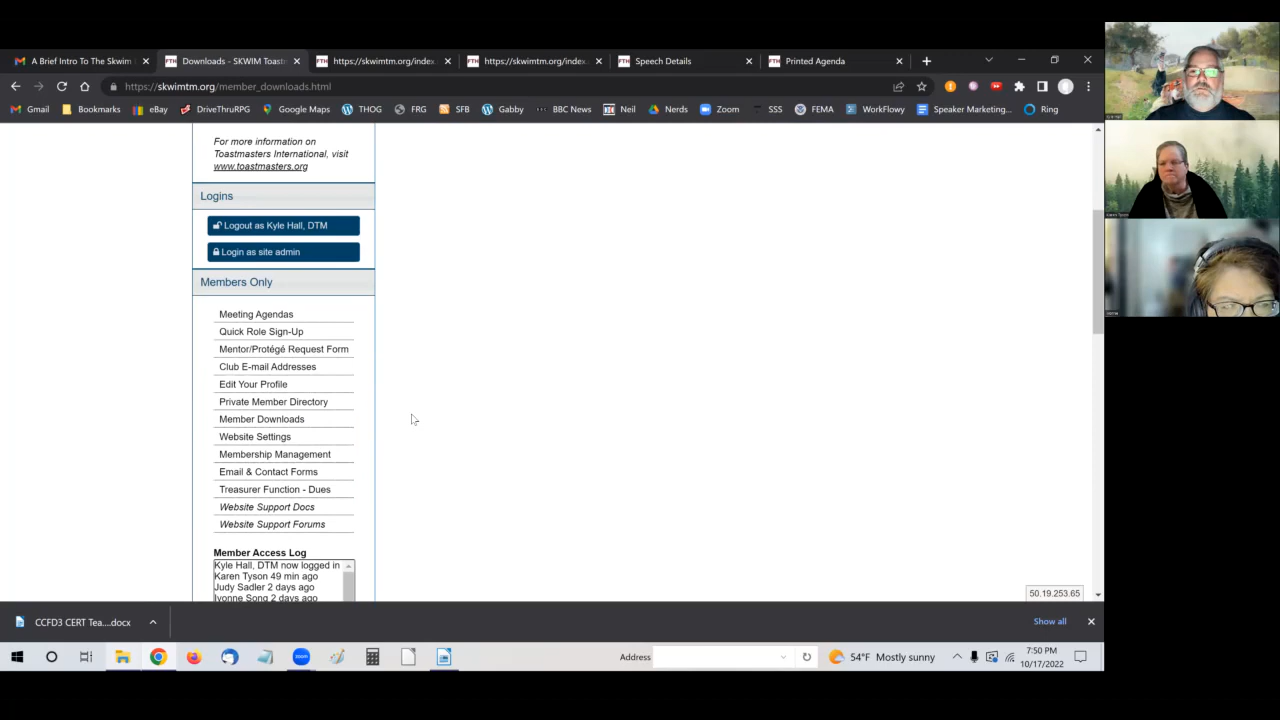 A Brief Intro To The Skwim
Downloads - SKWIM Toastm
https://skwimtm.org/index.
https://skwimtm.org/index.
Speech Details
Printed Agenda
https://skwimtm.org/member_downloads.html
Gmail
Bookmarks
eBay
DriveThruRPG
Google Maps
THOG
FRG
SFB
Gabby
BBC News
Neil
Nerds
Zoom
SSS
FEMA
WorkFlowy
Speaker Marketing...
Ring
For more information on
Toastmasters International, visit
www.toastmasters.org
Logins
Logout as Kyle Hall, DTM
Login as site admin
Members Only
Meeting Agendas
Quick Role Sign-Up
Mentor/Protégé Request Form
Club E-mail Addresses
Edit Your Profile
Private Member Directory
Member Downloads
Website Settings
Membership Management
Email & Contact Forms
Treasurer Function - Dues
Website Support Docs
Website Support Forums
Member Access Log
Kyle Hall, DTM now logged in
Karen Tyson 49 min ago
Judy Sadler 2 days ago
Ivonne Song 2 days ago
50.19.253.65
CCFD3 CERT Tea....docx
Show all
zoom
Address
54°F Mostly sunny
7:50 PM
10/17/2022